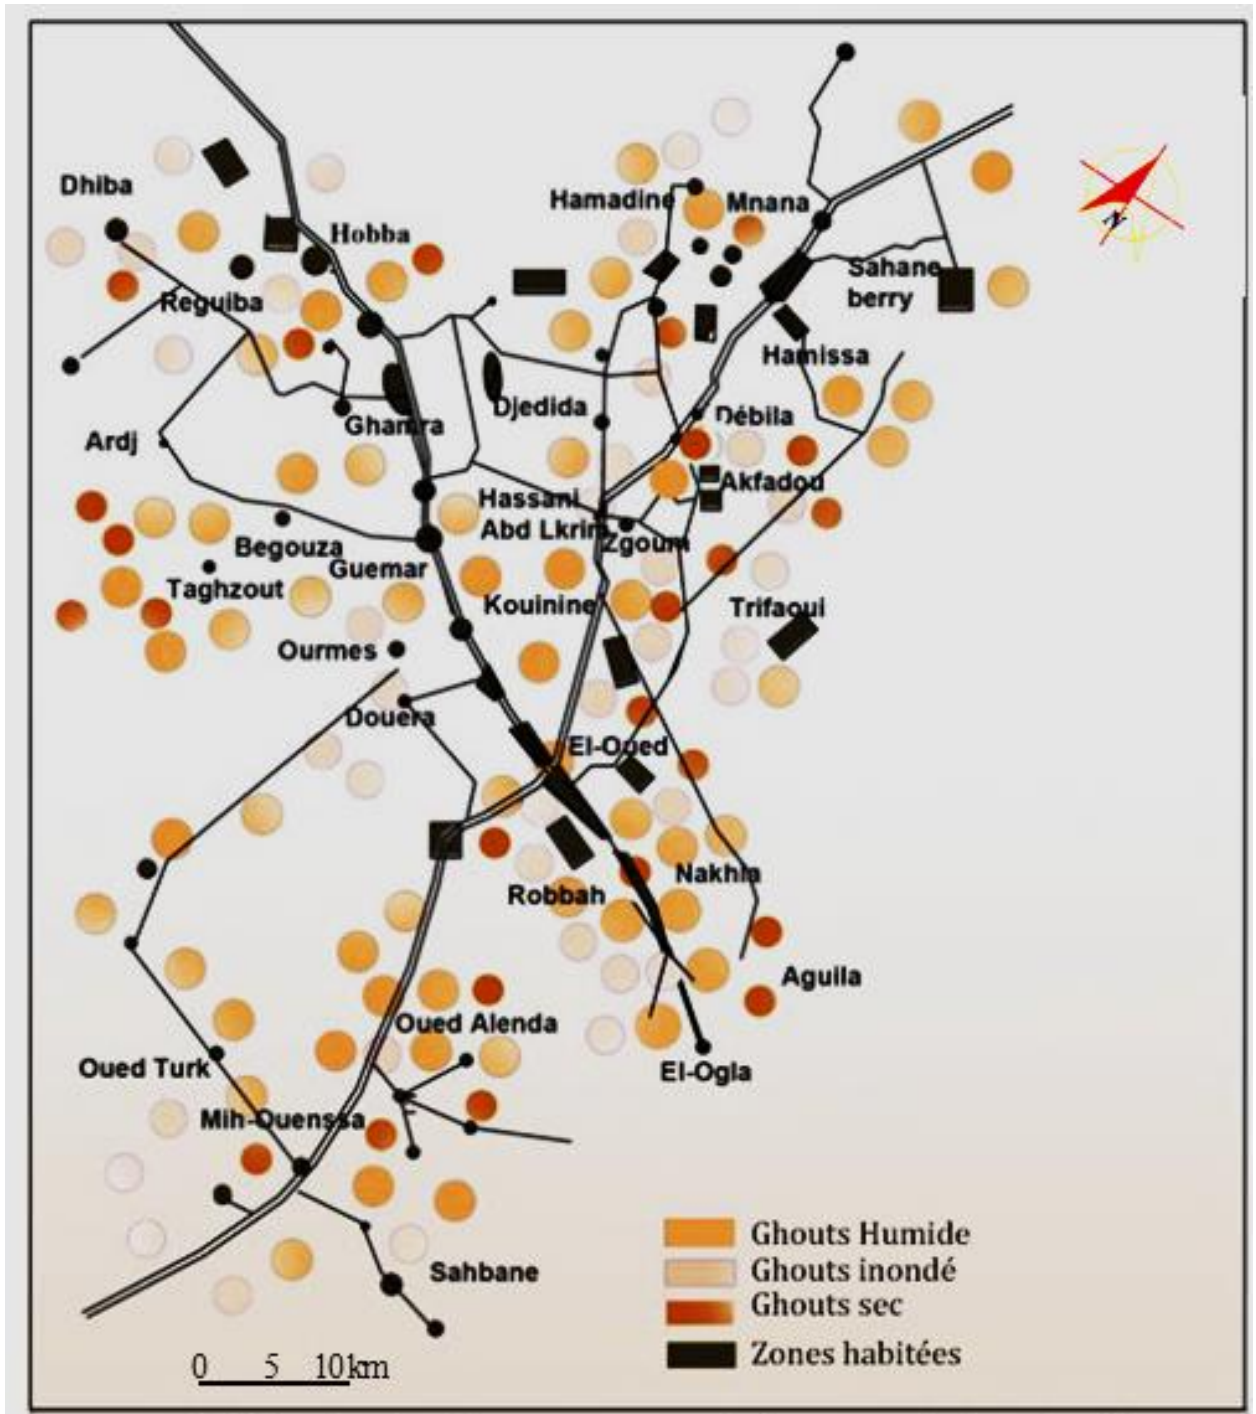 Dhiba
Hamadine
Mnana
Hobba
Sahane
berry
Reguiba
Hamissa
Djedida
Débila
Ghamra
Ardj
Akfadou
Hassani
Abd Lkrim
Zgoum
Begouza
Guemar
Taghzout
Kouinine
Trifaoui
Ourmes
Douera
El-Oued
Nakhla
Robbah
Aguila
Oued Alenda
El-Ogla
Oued Turk
Mih-Ouenssa
Sahbane
N
Ghouts Humide
Ghouts inondé
Ghouts sec
Zones habitées
0 5 10km